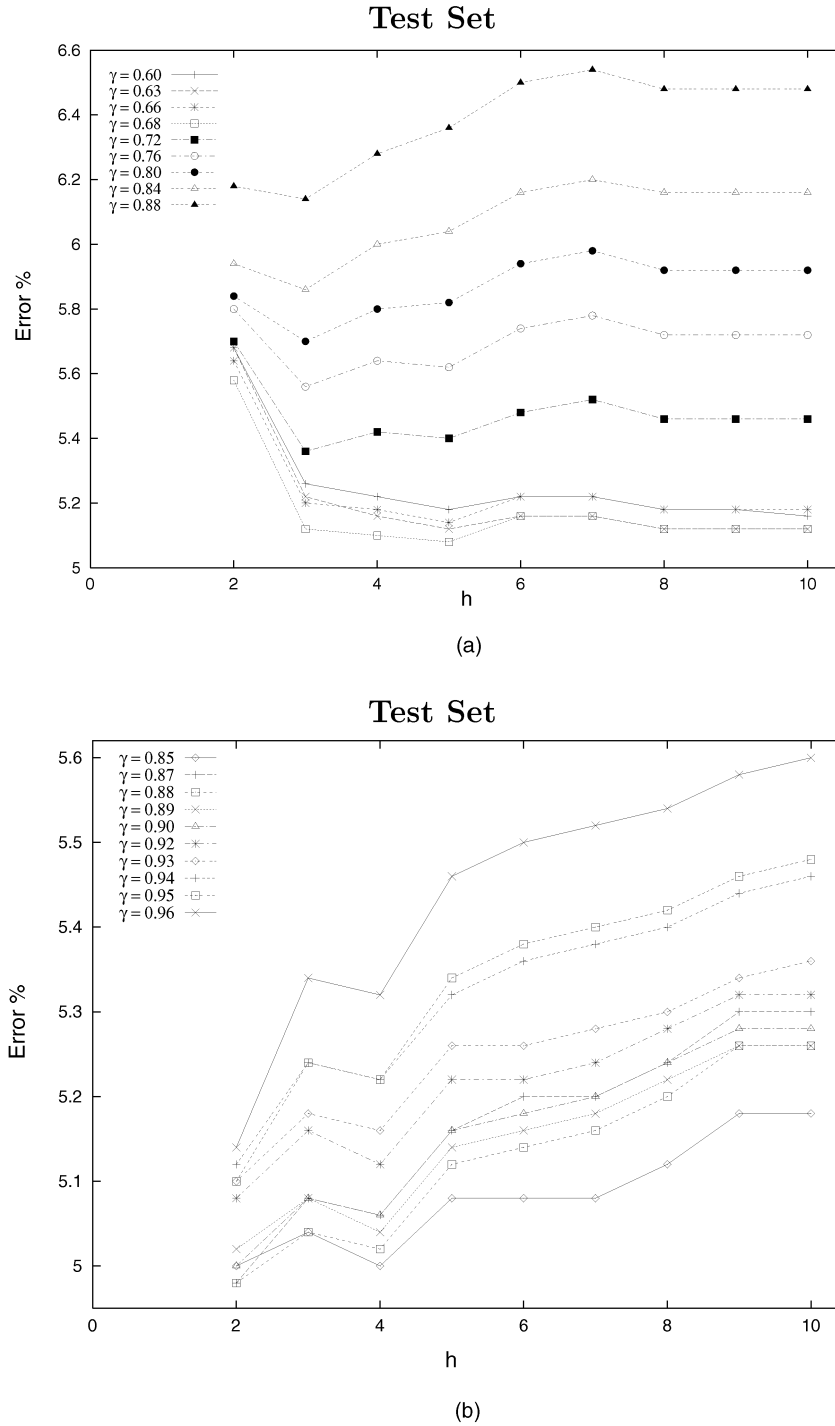 Test Set
6.6
6.4
6.2
6
5.8
5.6
5.4
5.2
5
Error %
γ = 0.60
γ = 0.63
γ = 0.66
γ = 0.68
γ = 0.72
γ = 0.76
γ = 0.80
γ = 0.84
γ = 0.88
0 2 4 6 8 10
h
(a)
Test Set
5.6
5.5
5.4
5.3
5.2
5.1
5
Error %
γ = 0.85
γ = 0.87
γ = 0.88
γ = 0.89
γ = 0.90
γ = 0.92
γ = 0.93
γ = 0.94
γ = 0.95
γ = 0.96
0 2 4 6 8 10
h
(b)